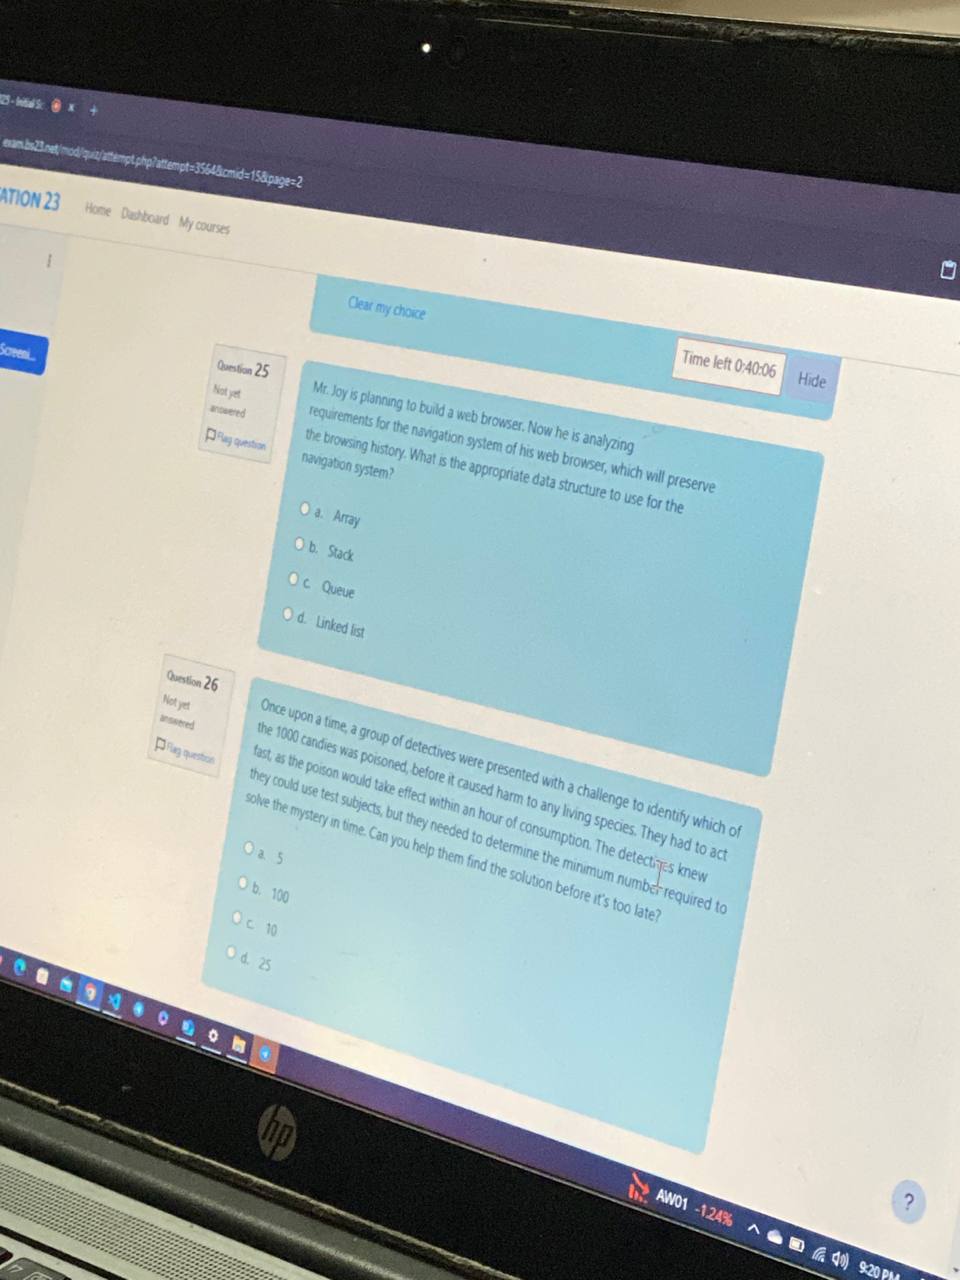 exam.bs23.net/mod/quiz/attempt.php?attempt=3564&cmid=15&page=2
ATION 23
Home Dashboard My courses
Clear my choice
Time left 0:40:06
Hide
Screeni...
Question 25
Not yet
answered
Flag question
Mr. Joy is planning to build a web browser. Now he is analyzing
requirements for the navigation system of his web browser, which will preserve
the browsing history. What is the appropriate data structure to use for the
navigation system?
a. Array
b. Stack
c. Queue
d. Linked list
Question 26
Not yet
answered
Flag question
Once upon a time, a group of detectives were presented with a challenge to identify which of
the 1000 candies was poisoned, before it caused harm to any living species. They had to act
fast, as the poison would take effect within an hour of consumption. The detectives knew
they could use test subjects, but they needed to determine the minimum number required to
solve the mystery in time. Can you help them find the solution before it's too late?
a. 5
b. 100
c. 10
d. 25
?
AW01 -1.24%
9:20 PM
hp